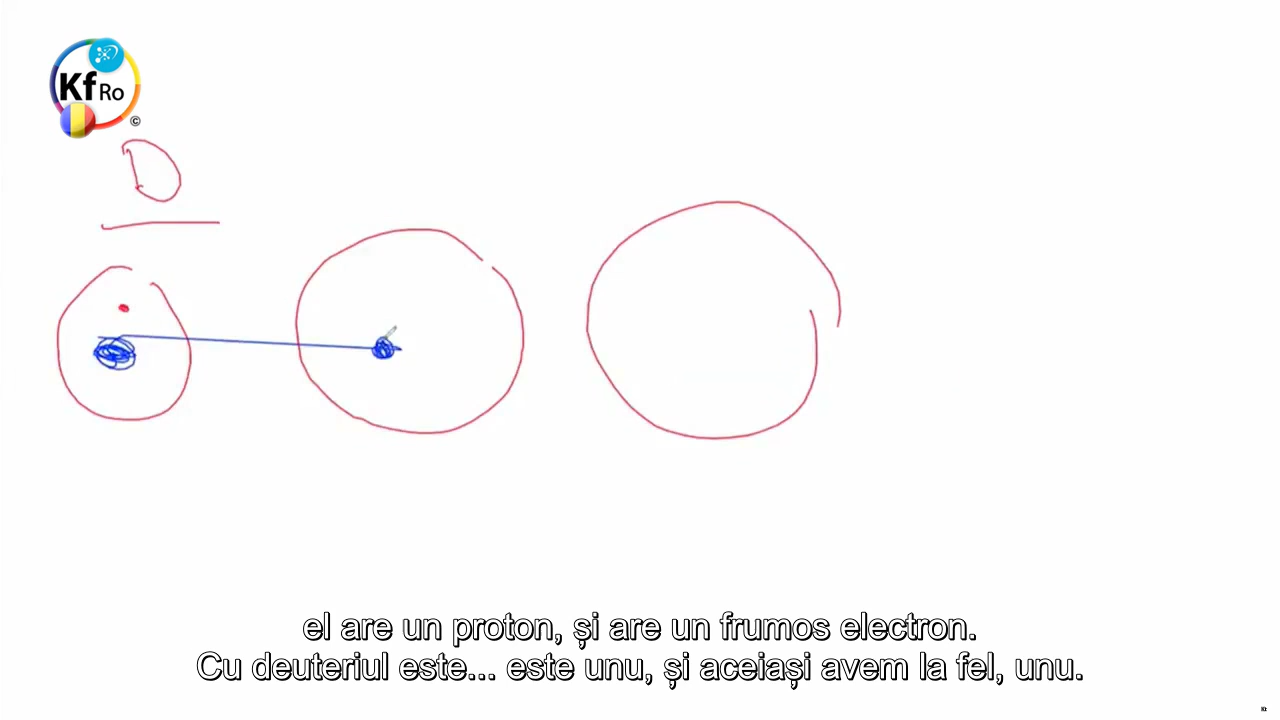 Kf Ro
©
D
el are un proton, și are un frumos electron.
Cu deuteriul este... este unu, și aceiași avem la fel, unu.